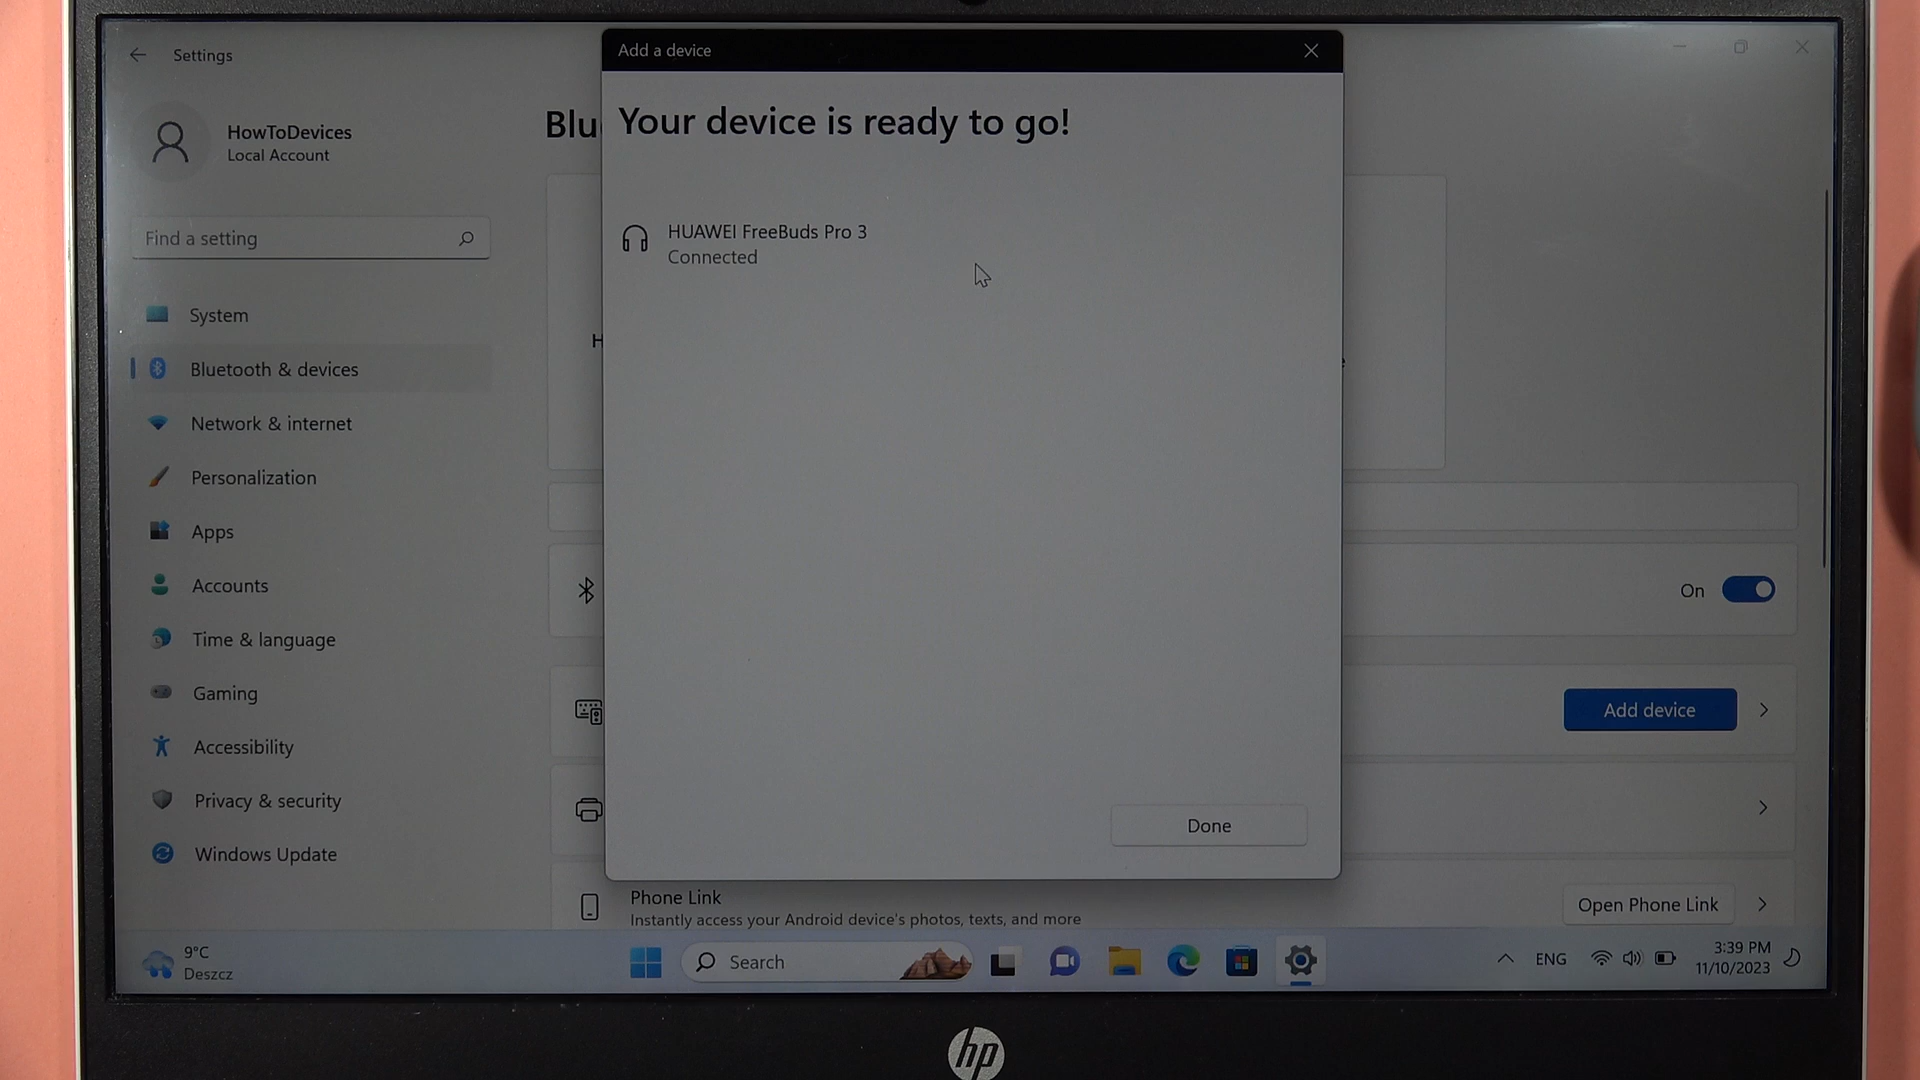 Settings
HowToDevices
Local Account
Find a setting
System
Bluetooth & devices
Network & internet
Personalization
Apps
Accounts
Time & language
Gaming
Accessibility
Privacy & security
Windows Update
Blu
H
Add a device
Your device is ready to go!
HUAWEI FreeBuds Pro 3
Connected
Done
On
Add device
Phone Link
Instantly access your Android device's photos, texts, and more
Open Phone Link
9°C
Deszcz
Search
ENG
3:39 PM
11/10/2023
hp